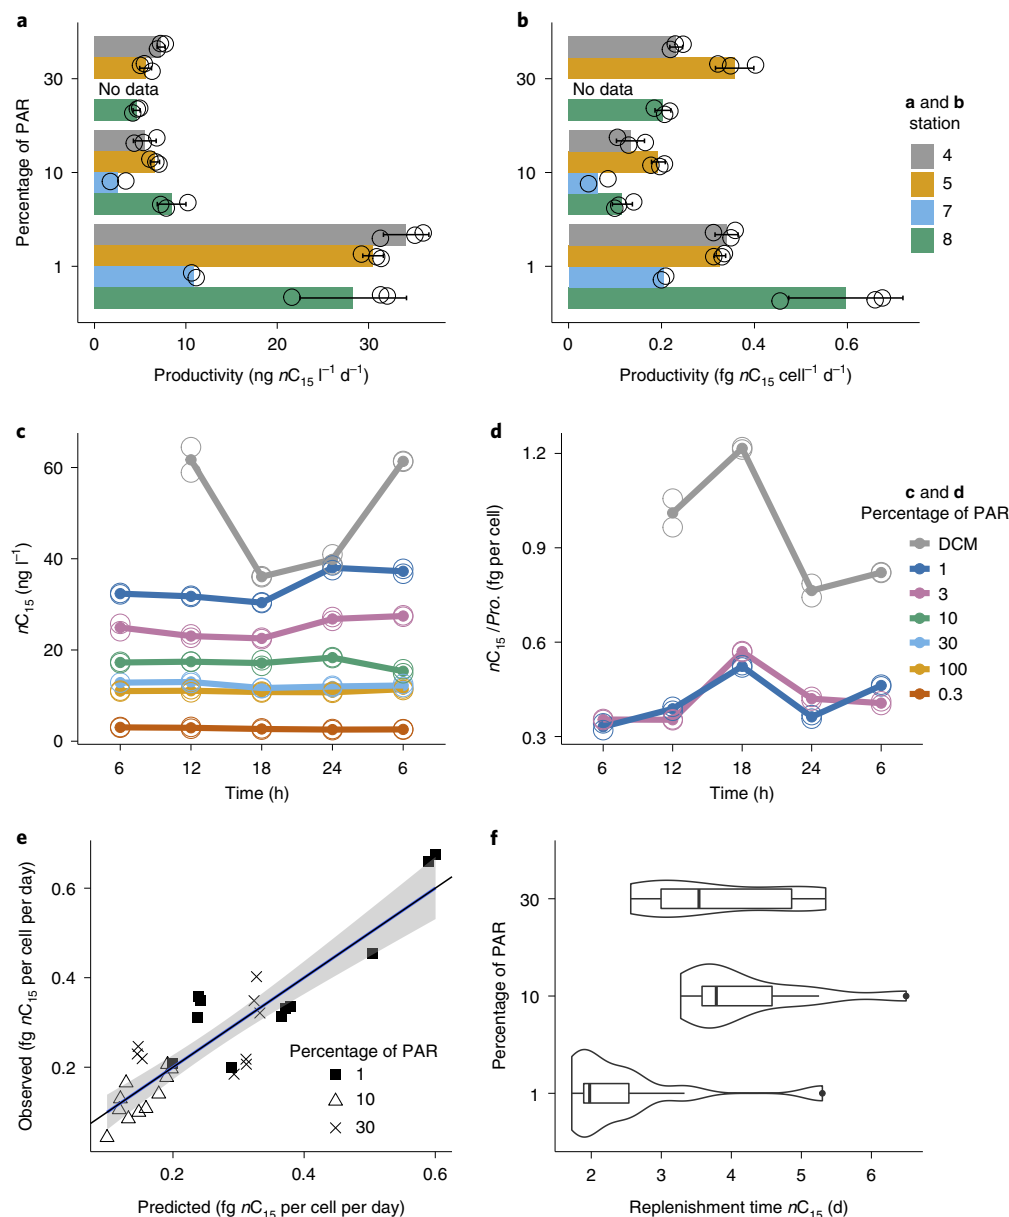 a
Percentage of PAR
30
10
1
No data
0
10
20
30
Productivity (ng nC₁₅ l⁻¹ d⁻¹)
b
30
10
1
No data
0
0.2
0.4
0.6
Productivity (fg nC₁₅ cell⁻¹ d⁻¹)
a and b
station
4
5
7
8
c
nC₁₅ (ng l⁻¹)
60
40
20
0
6
12
18
24
6
Time (h)
d
nC₁₅ /Pro. (fg per cell)
1.2
0.9
0.6
0.3
6
12
18
24
6
Time (h)
c and d
Percentage of PAR
DCM
1
3
10
30
100
0.3
e
Observed (fg nC₁₅ per cell per day)
0.6
0.4
0.2
0.2
0.4
0.6
Predicted (fg nC₁₅ per cell per day)
Percentage of PAR
1
10
30
f
Percentage of PAR
30
10
1
2
3
4
5
6
Replenishment time nC₁₅ (d)